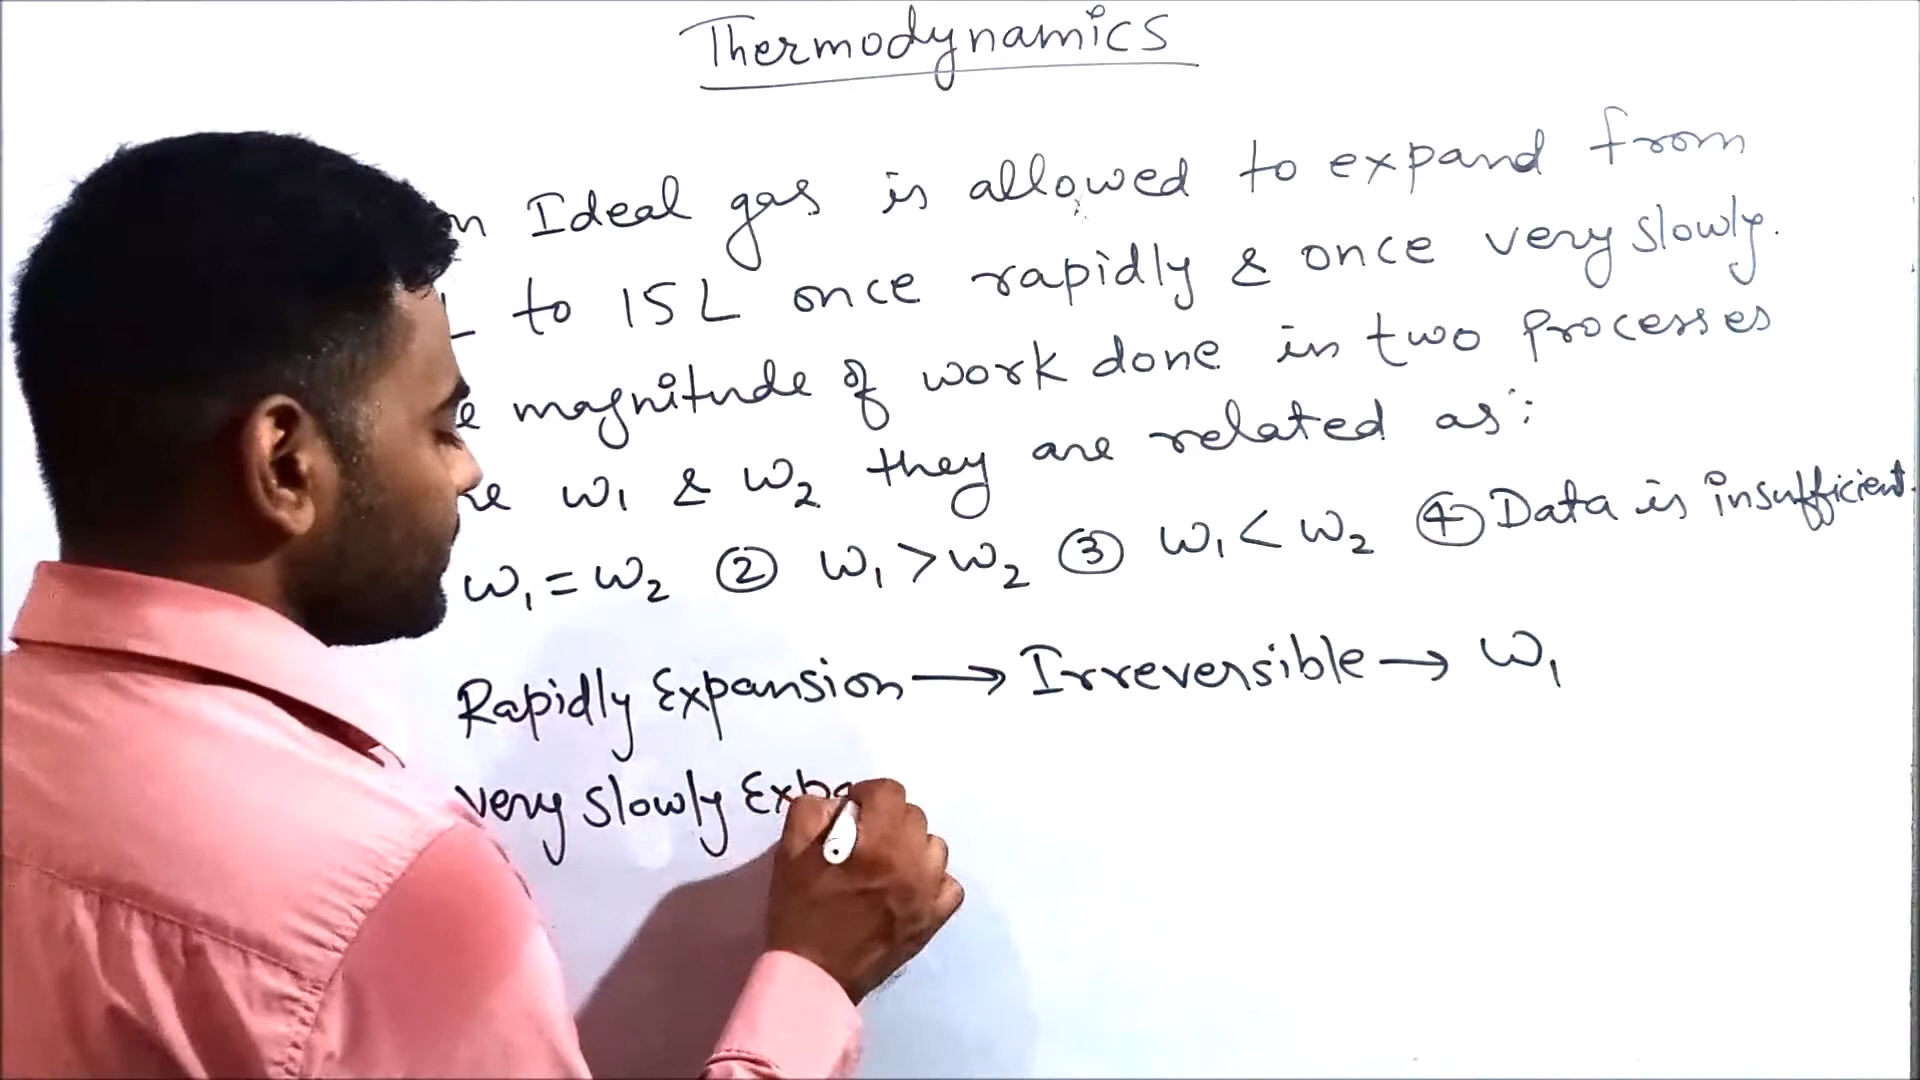 Thermodynamics
Ideal gas is allowed to expand from
L to 15 L once rapidly & once very slowly.
magnitude of work done in two processes
w1 & w2 they are related as:
w1 = w2 ② w1 > w2 ③ w1 < w2 ④ Data is insufficient.
Rapidly Expansion → Irreversible → w1
very slowly Expa